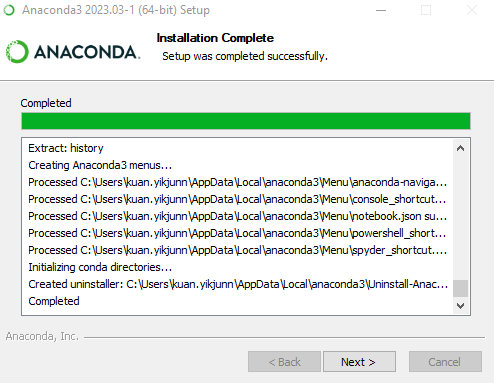 Anaconda3 2023.03-1 (64-bit) Setup
ANACONDA.
Installation Complete
Setup was completed successfully.
Completed
Extract: history
Creating Anaconda3 menus...
Processed C:\Users\kuan.yikjunn\AppData\Local\anaconda3\Menu\anaconda-naviga...
Processed C:\Users\kuan.yikjunn\AppData\Local\anaconda3\Menu\console_shortcut...
Processed C:\Users\kuan.yikjunn\AppData\Local\anaconda3\Menu\notebook.json su...
Processed C:\Users\kuan.yikjunn\AppData\Local\anaconda3\Menu\powershell_short...
Processed C:\Users\kuan.yikjunn\AppData\Local\anaconda3\Menu\spyder_shortcut....
Initializing conda directories...
Created uninstaller: C:\Users\kuan.yikjunn\AppData\Local\anaconda3\Uninstall-Anac...
Completed
Anaconda, Inc.
< Back
Next >
Cancel